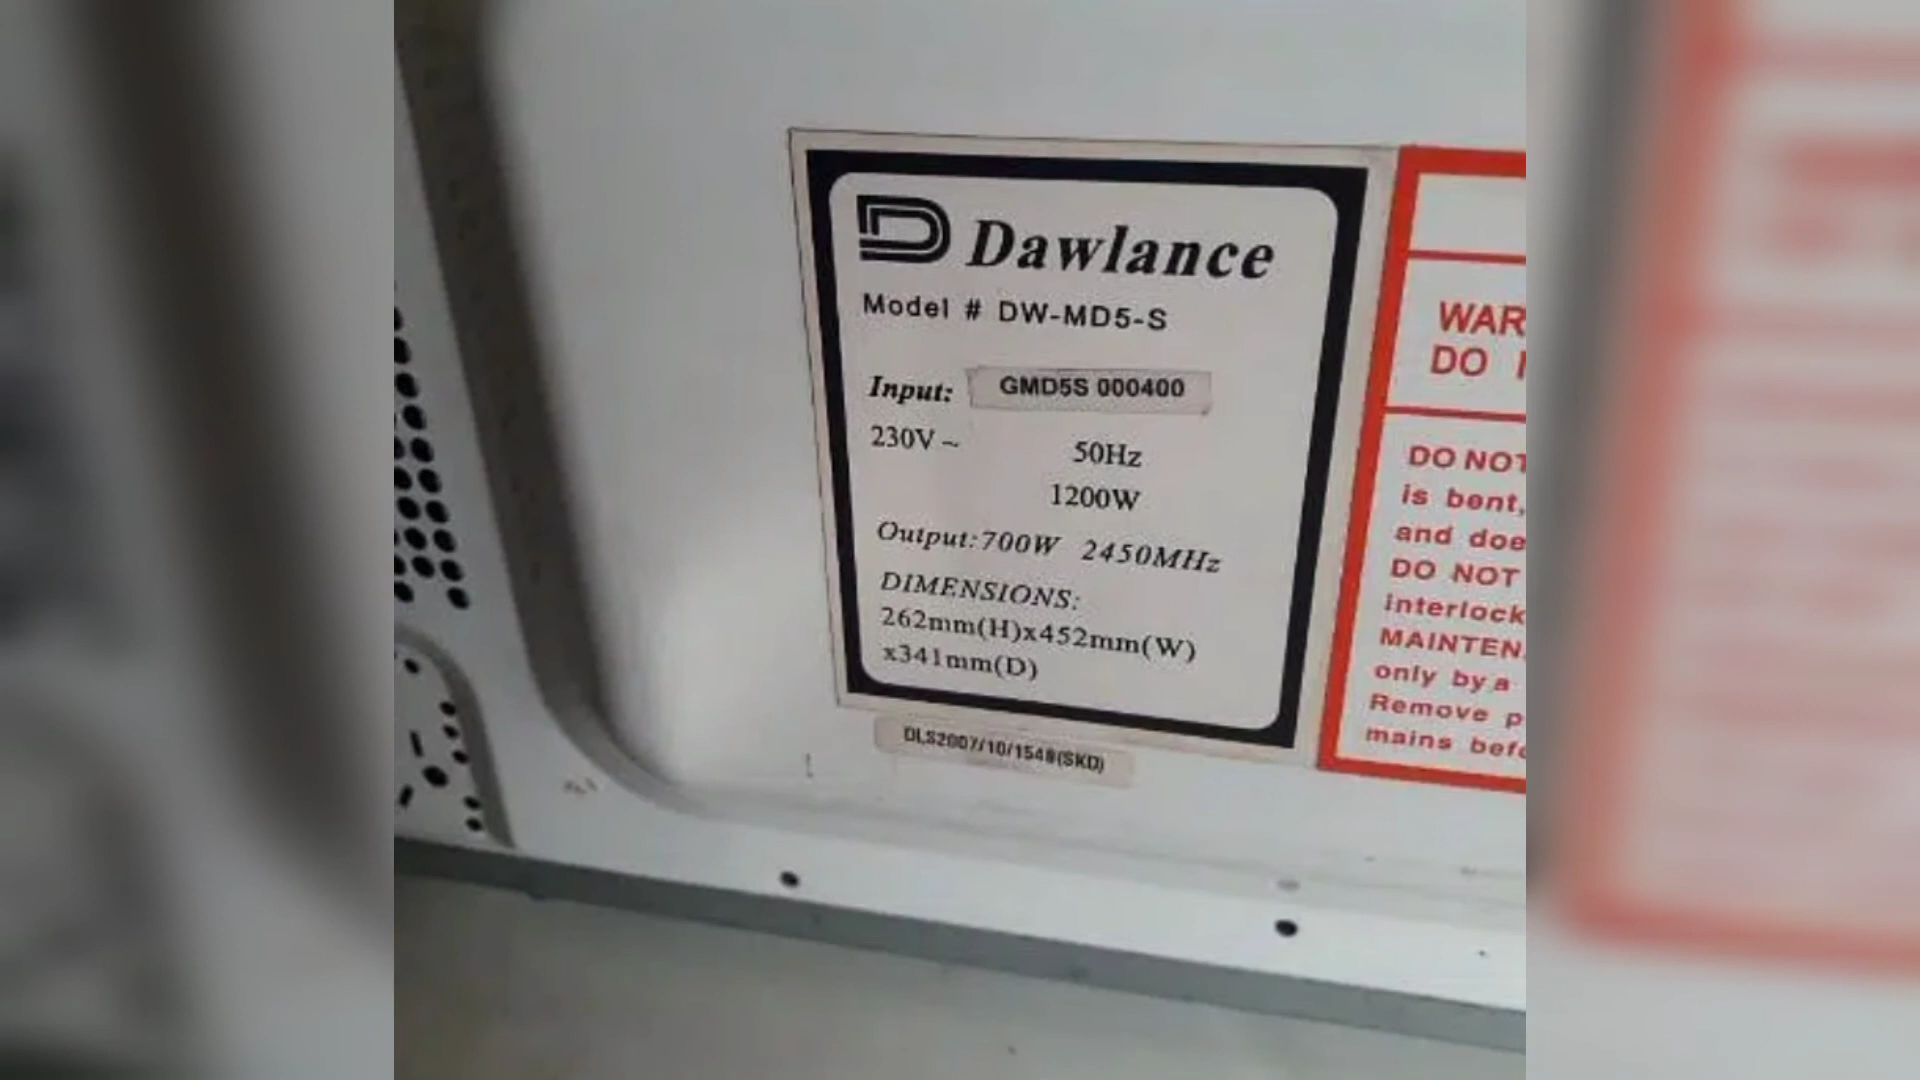 Dawlance
Model # DW-MD5-S
Input: GMD5S 000400
230V~ 50Hz
1200W
Output:700W 2450MHz
DIMENSIONS:
262mm(H)x452mm(W)
x341mm(D)
DLS2007/10/1548(SKD)
WAR
DO
DO NOT
is bent,
and doe
DO NOT
interlock
MAINTEN
only by a
Remove p
mains befo